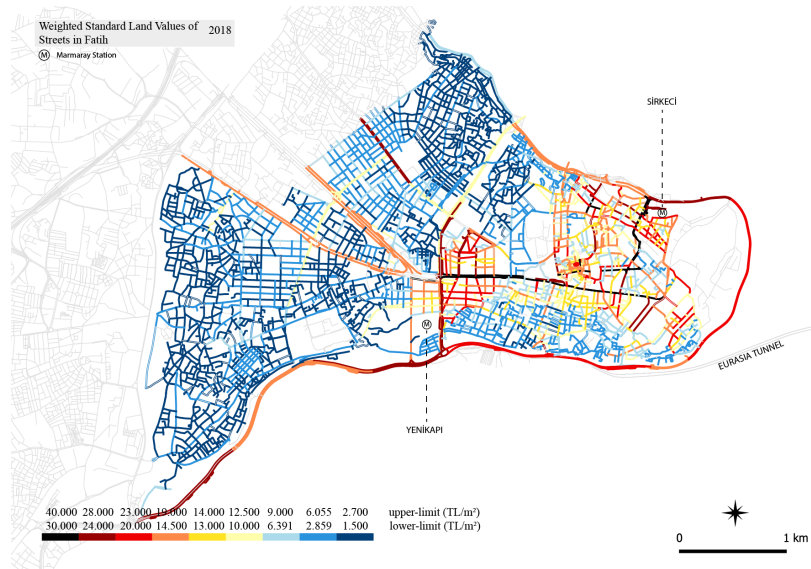 Weighted Standard Land Values of
Streets in Fatih
2018
M Marmaray Station
SİRKECİ
M
M
EURASIA TUNNEL
YENİKAPI
40.000 28.000 23.000 19.000 14.000 12.500 9.000 6.055 2.700 upper-limit (TL/m²)
30.000 24.000 20.000 14.500 13.000 10.000 6.391 2.859 1.500 lower-limit (TL/m²)
0 1 km